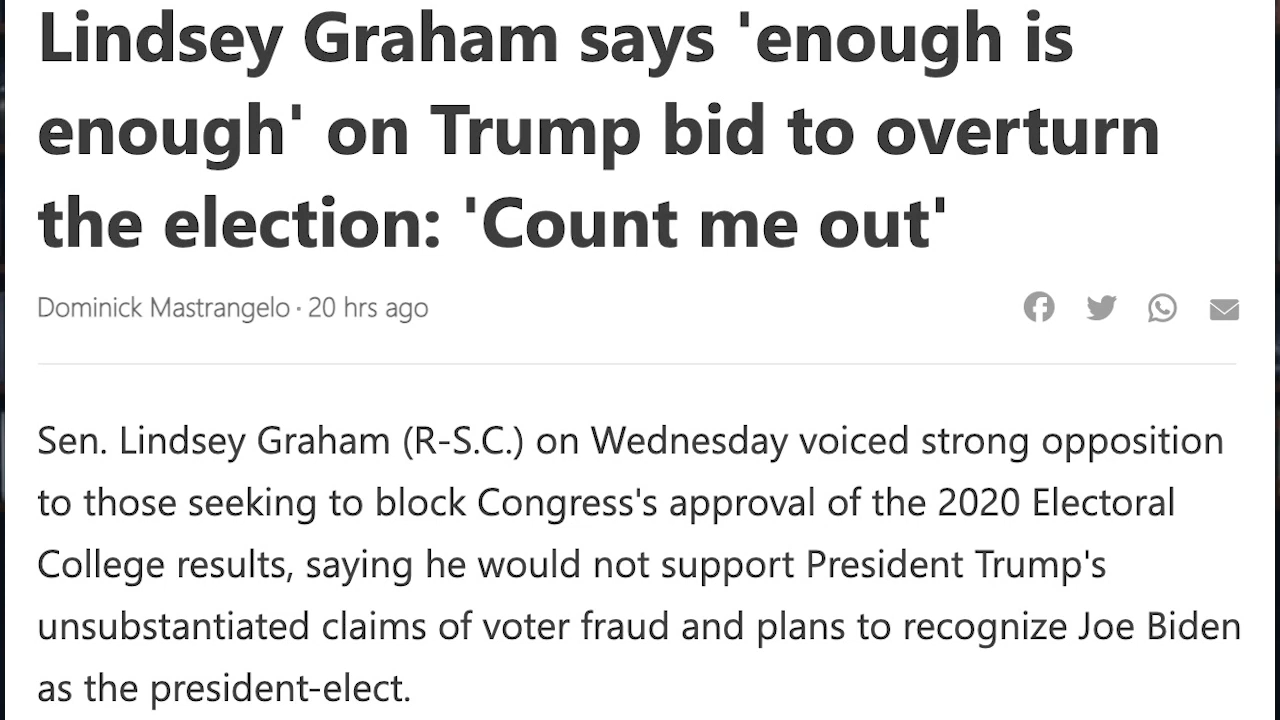 Lindsey Graham says 'enough is
enough' on Trump bid to overturn
the election: 'Count me out'
Dominick Mastrangelo · 20 hrs ago
Sen. Lindsey Graham (R-S.C.) on Wednesday voiced strong opposition
to those seeking to block Congress's approval of the 2020 Electoral
College results, saying he would not support President Trump's
unsubstantiated claims of voter fraud and plans to recognize Joe Biden
as the president-elect.